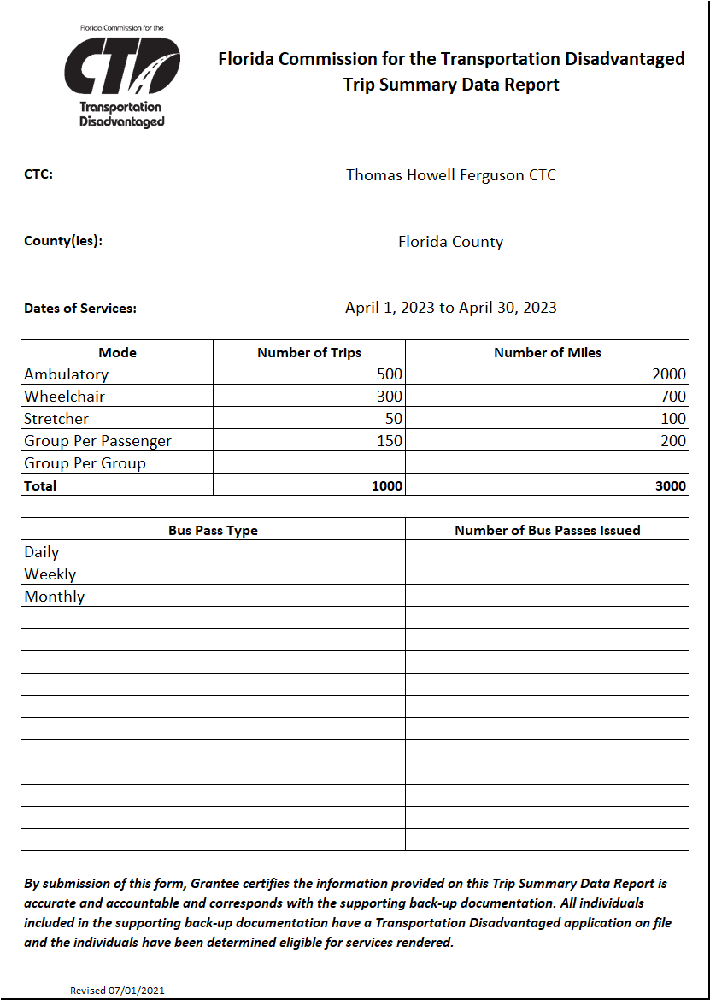 Florida Commission for the
CTD
Transportation
Disadvantaged
Florida Commission for the Transportation Disadvantaged
Trip Summary Data Report
CTC: Thomas Howell Ferguson CTC
County(ies): Florida County
Dates of Services: April 1, 2023 to April 30, 2023
Mode Number of Trips Number of Miles
Ambulatory 500 2000
Wheelchair 300 700
Stretcher 50 100
Group Per Passenger 150 200
Group Per Group
Total 1000 3000
Bus Pass Type Number of Bus Passes Issued
Daily
Weekly
Monthly
By submission of this form, Grantee certifies the information provided on this Trip Summary Data Report is
accurate and accountable and corresponds with the supporting back-up documentation. All individuals
included in the supporting back-up documentation have a Transportation Disadvantaged application on file
and the individuals have been determined eligible for services rendered.
Revised 07/01/2021